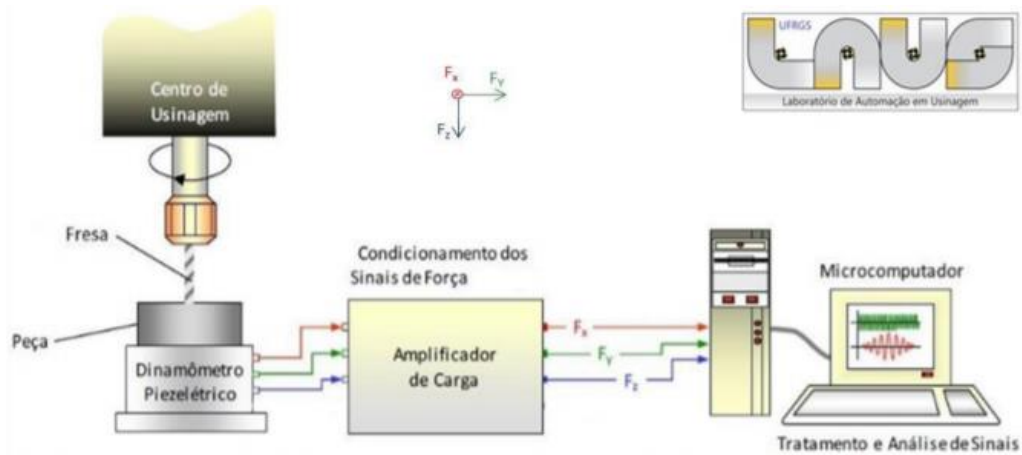 UFRGS
Laboratório de Automação em Usinagem
Centro de
Usinagem
Fx
FY
Fz
Fresa
Condicionamento dos
Sinais de Força
Microcomputador
Peça
Dinamômetro
Piezelétrico
Amplificador
de Carga
Fx
FY
Fz
Tratamento e Análise de Sinais